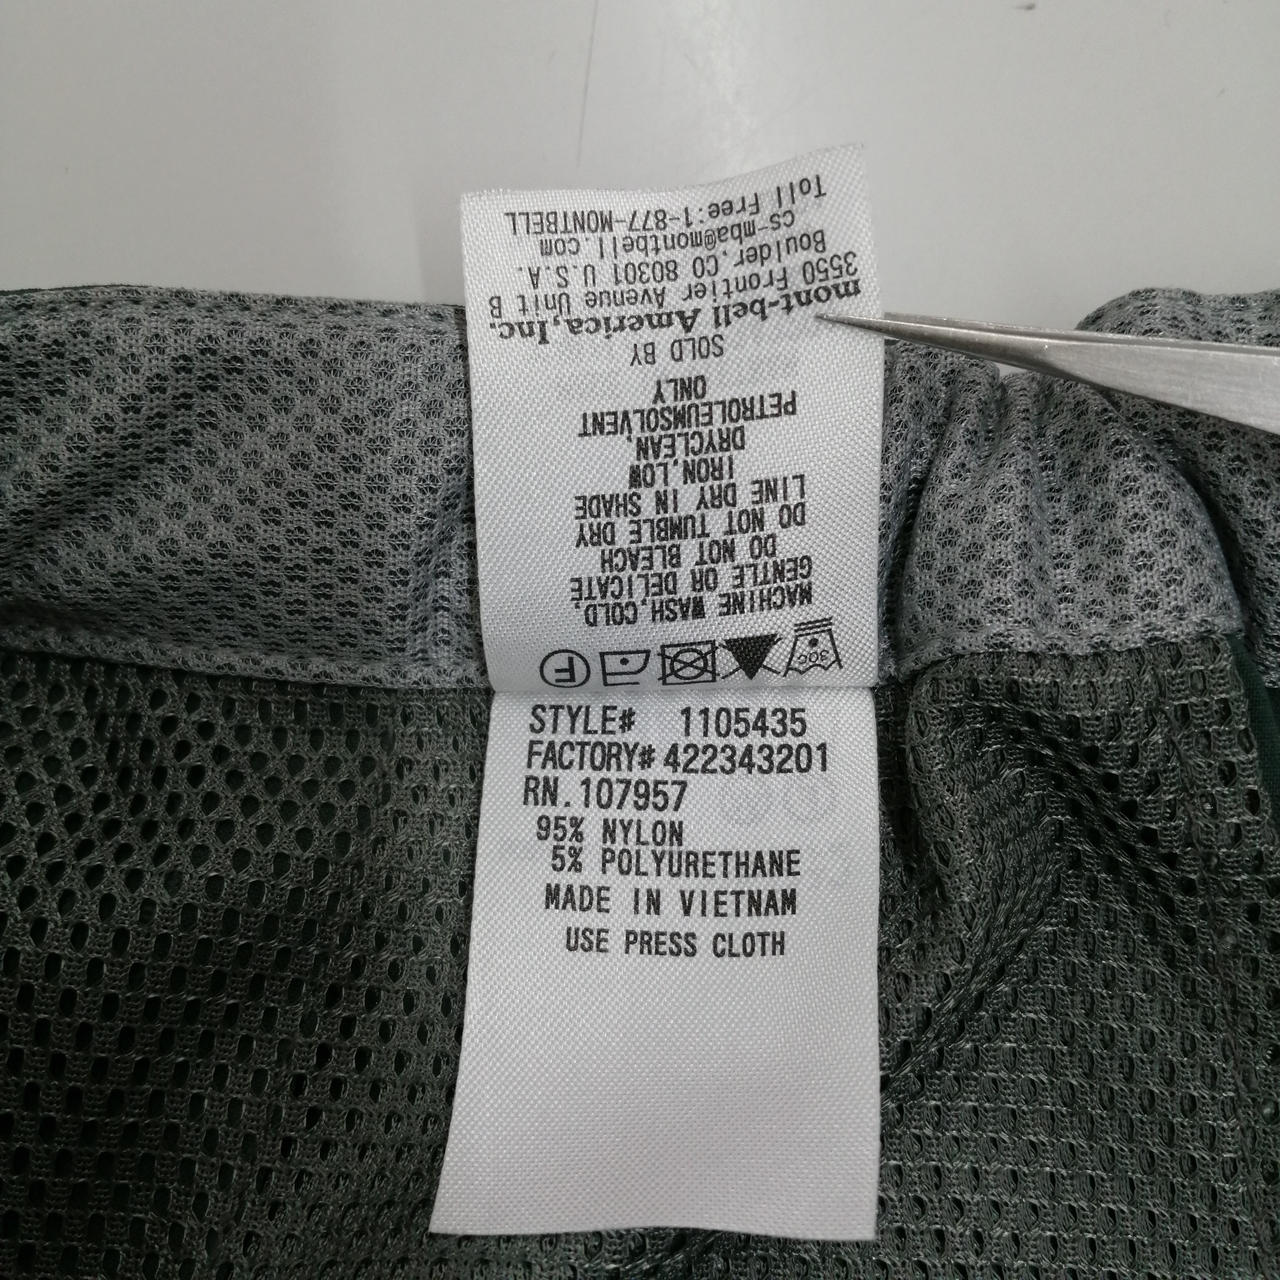 STYLE# 1105435
FACTORY# 422343201
RN. 107957
95% NYLON
5% POLYURETHANE
MADE IN VIETNAM
USE PRESS CLOTH
30C
F
MACHINE WASH,COLD,
GENTLE OR DELICATE
DO NOT BLEACH
DO NOT TUMBLE DRY
LINE DRY IN SHADE
IRON,LOW
DRYCLEAN,
PETROLEUMSOLVENT
ONLY
SOLD BY
mont-bell America,Inc.
3550 Frontier Avenue Unit B
Boulder,CO 80301 U.S.A.
cs-mba@montbell.com
Toll Free:1-877-MONTBELL